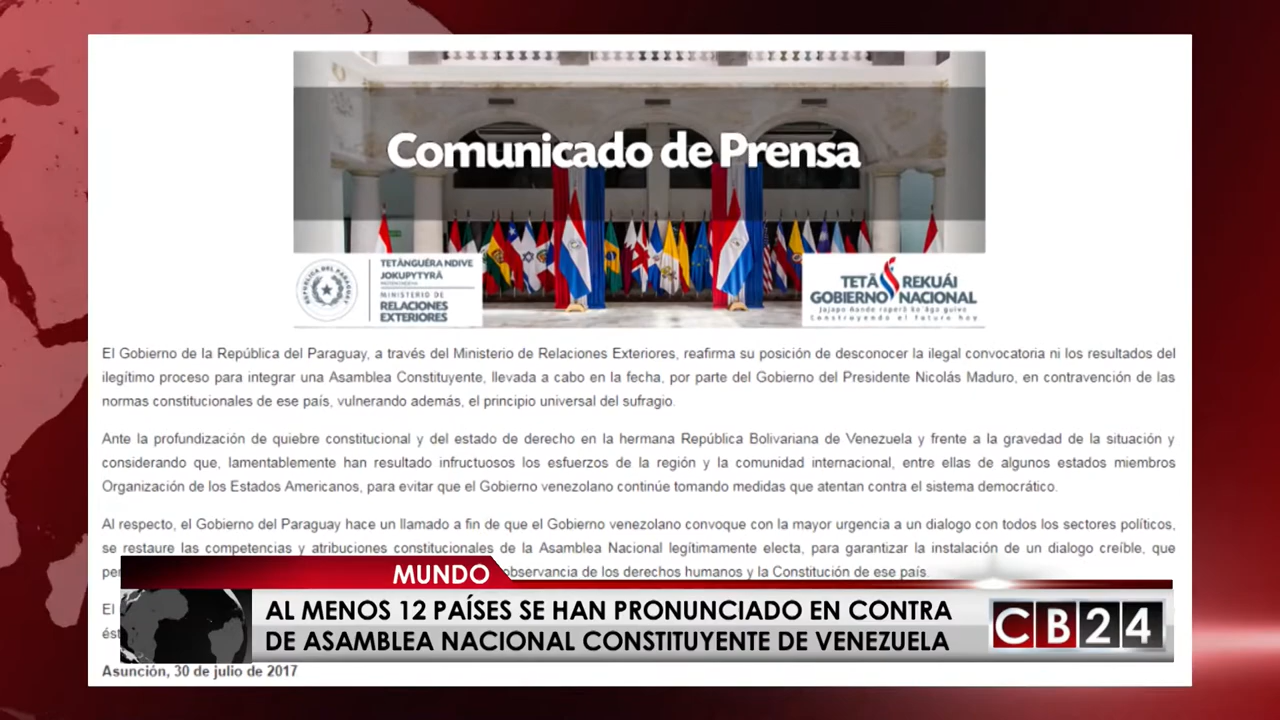 Comunicado de Prensa
REPÚBLICA DEL PARAGUAY
TETÃNGUÉRA NDIVE
JOKUPYTYRÃ
MINISTERIO DE
RELACIONES
EXTERIORES
TETÃ REKUÁI
GOBIERNO NACIONAL
Construyendo el futuro hoy
El Gobierno de la República del Paraguay, a través del Ministerio de Relaciones Exteriores, reafirma su posición de desconocer la ilegal convocatoria ni los resultados del
ilegítimo proceso para integrar una Asamblea Constituyente, llevada a cabo en la fecha, por parte del Gobierno del Presidente Nicolás Maduro, en contravención de las
normas constitucionales de ese país, vulnerando además, el principio universal del sufragio.
Ante la profundización de quiebre constitucional y del estado de derecho en la hermana República Bolivariana de Venezuela y frente a la gravedad de la situación y
considerando que, lamentablemente han resultado infructuosos los esfuerzos de la región y la comunidad internacional, entre ellas de algunos estados miembros
Organización de los Estados Americanos, para evitar que el Gobierno venezolano continúe tomando medidas que atentan contra el sistema democrático.
Al respecto, el Gobierno del Paraguay hace un llamado a fin de que el Gobierno venezolano convoque con la mayor urgencia a un dialogo con todos los sectores políticos,
se restaure las competencias y atribuciones constitucionales de la Asamblea Nacional legítimamente electa, para garantizar la instalación de un dialogo creíble, que
observancia de los derechos humanos y la Constitución de ese país.
El
Asunción, 30 de julio de 2017
MUNDO
AL MENOS 12 PAÍSES SE HAN PRONUNCIADO EN CONTRA
DE ASAMBLEA NACIONAL CONSTITUYENTE DE VENEZUELA
CB24